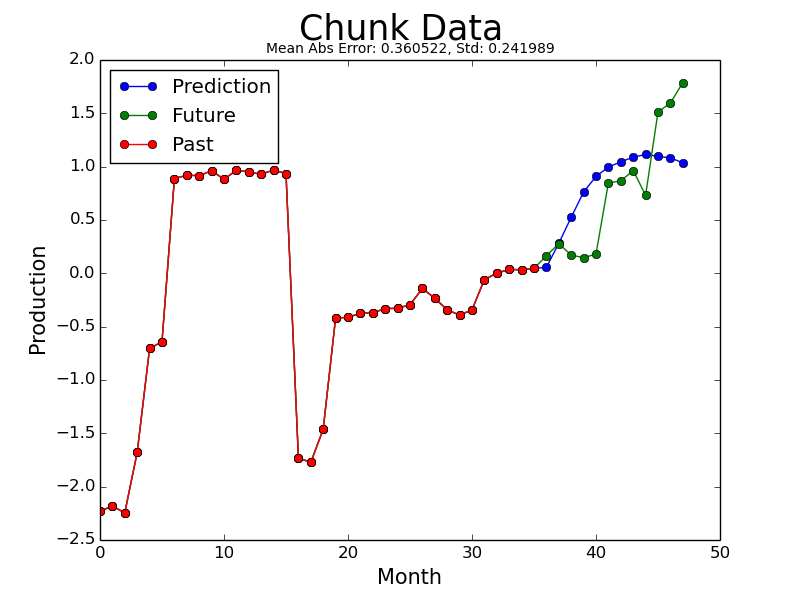 Chunk Data
Mean Abs Error: 0.360522, Std: 0.241989
Prediction
Future
Past
2.0
1.5
1.0
0.5
0.0
−0.5
−1.0
−1.5
−2.0
−2.5
Production
0 10 20 30 40 50
Month